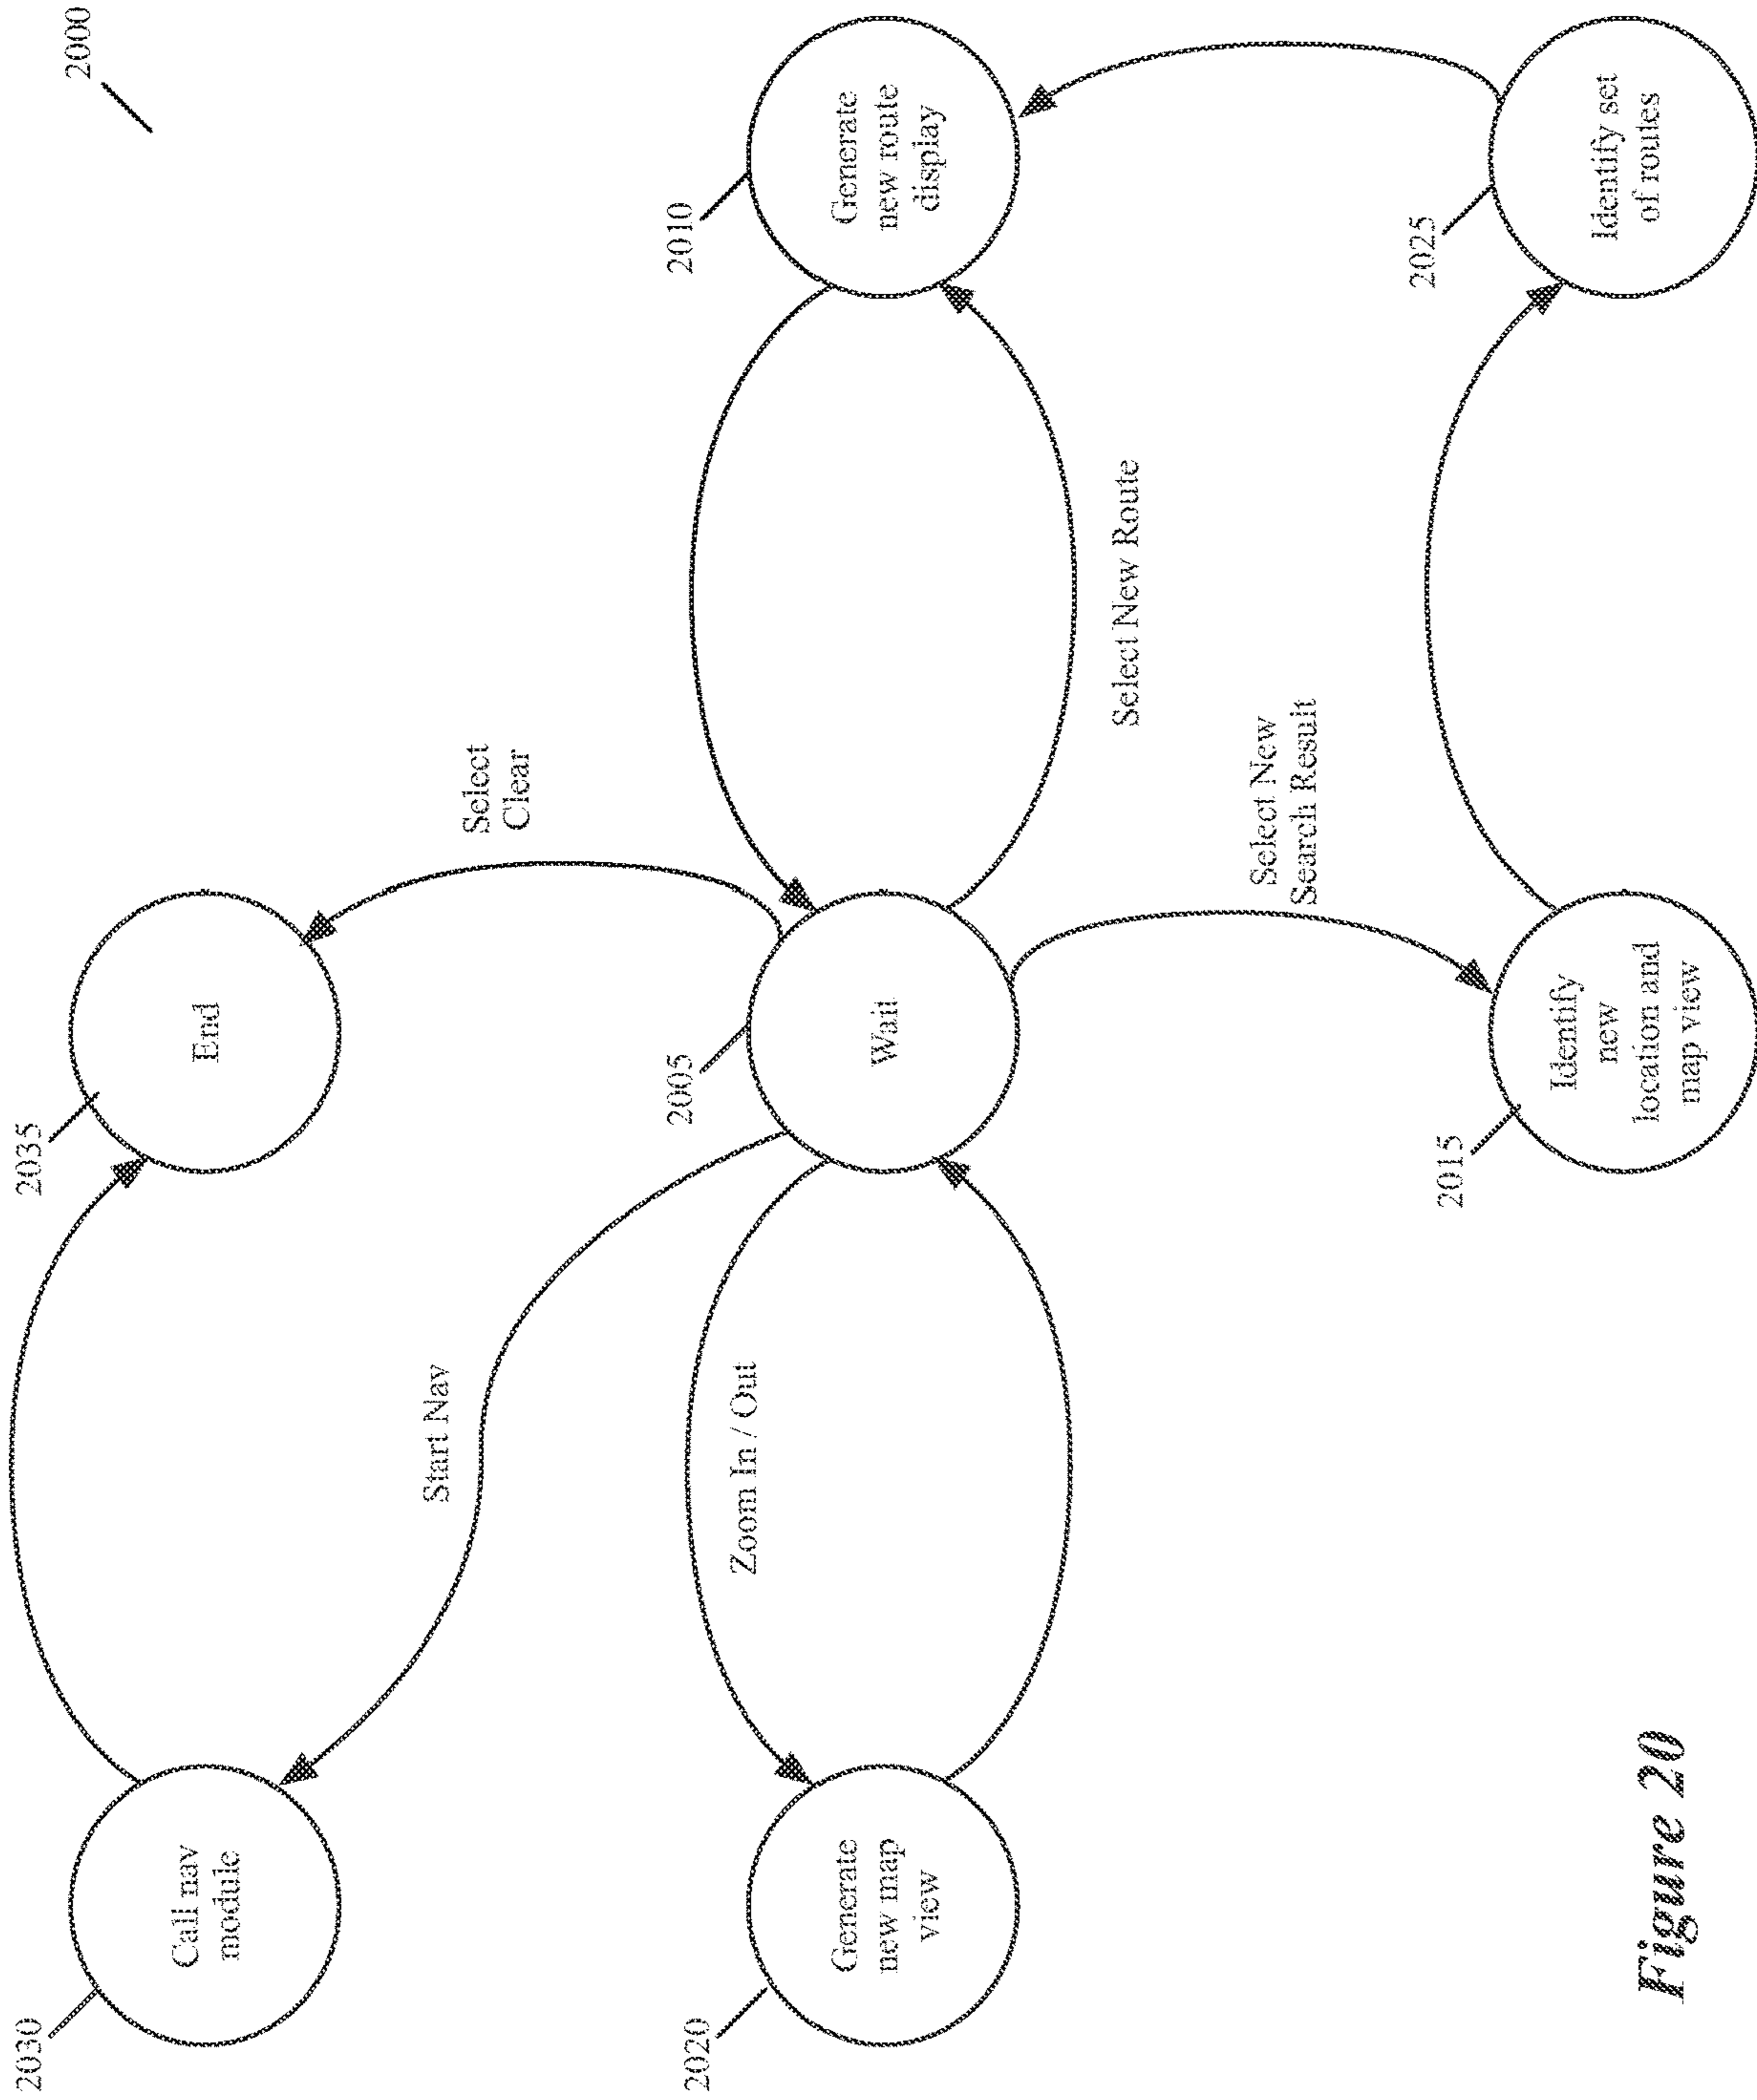 2000
2030
Call nav
module
2035
End
Start Nav
Select
Clear
2020
Generate
new map
view
Zoom In / Out
2005
Wait
2010
Generate
new route
display
Select New Route
Select New
Search Result
2015
Identify
new
location and
map view
2025
Identify set
of routes
Figure 20